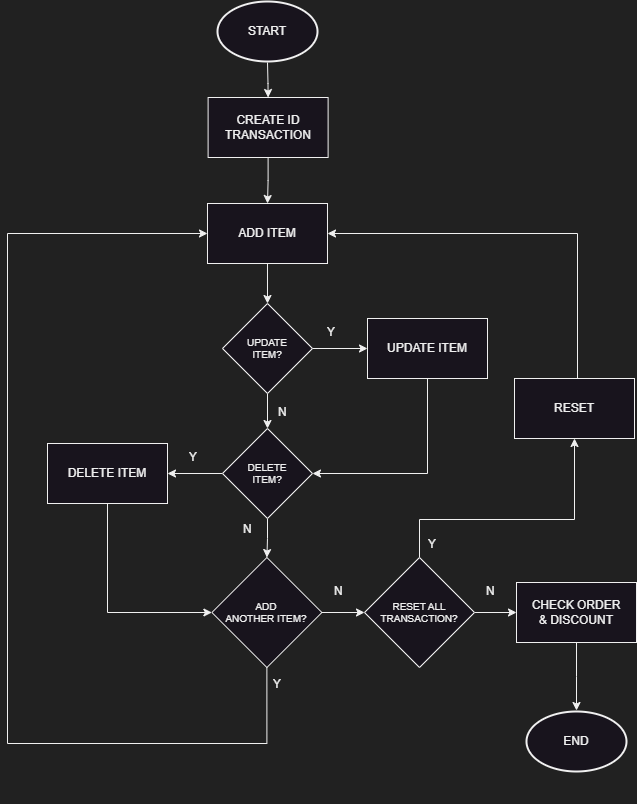 START
CREATE ID
TRANSACTION
ADD ITEM
UPDATE
ITEM?
Y
UPDATE ITEM
N
RESET
DELETE ITEM
Y
DELETE
ITEM?
N
Y
ADD
ANOTHER ITEM?
N
RESET ALL
TRANSACTION?
N
CHECK ORDER
& DISCOUNT
Y
END